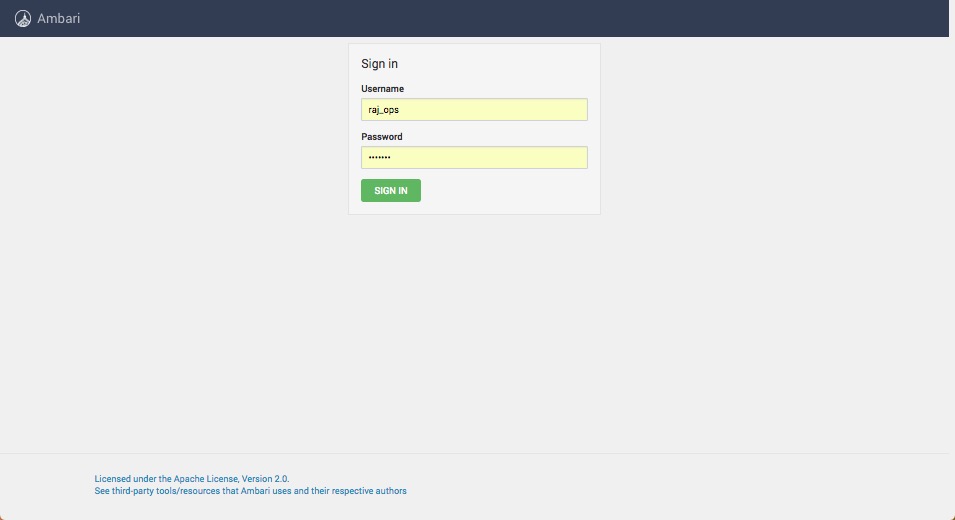 Ambari
Sign in
Username
raj_ops
Password
•••••••
SIGN IN
Licensed under the Apache License, Version 2.0.
See third-party tools/resources that Ambari uses and their respective authors